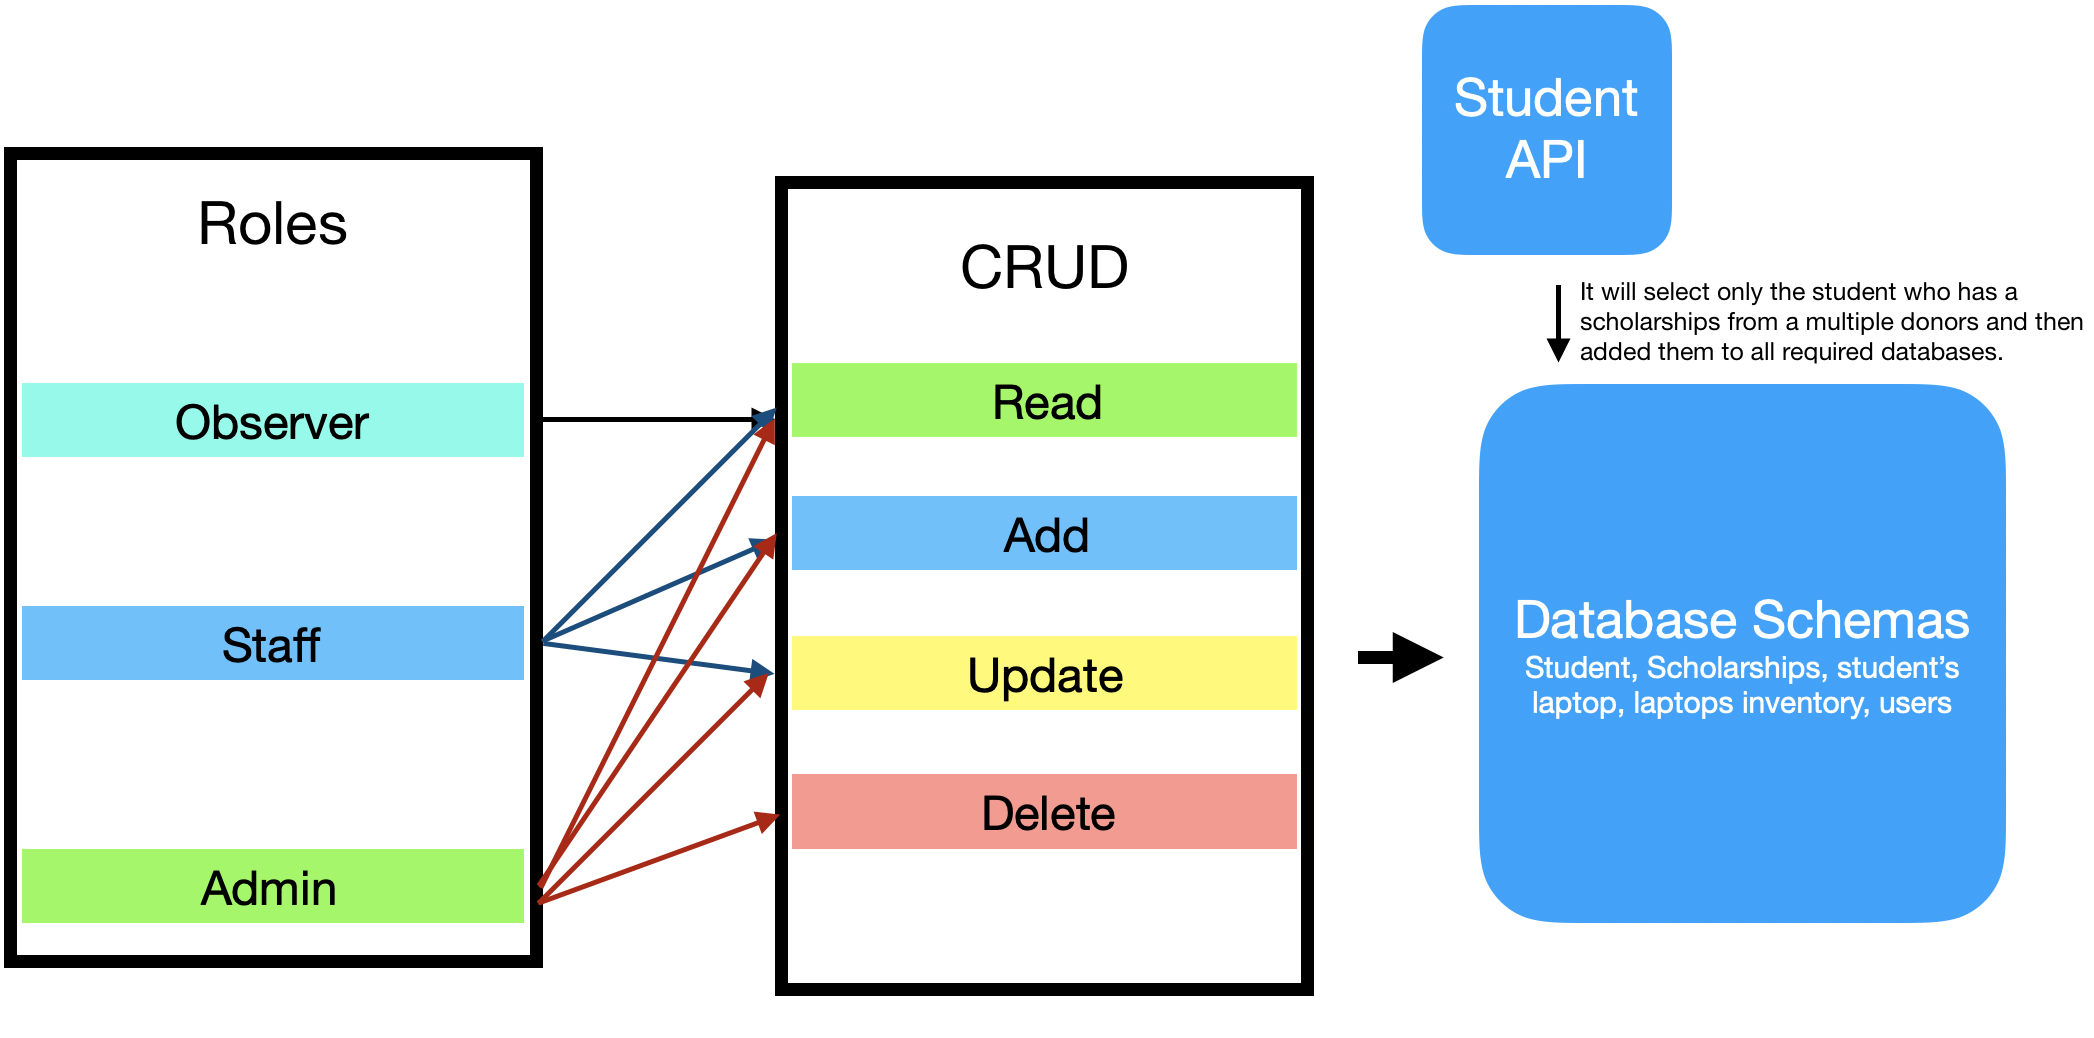 Roles
Observer
Staff
Admin
CRUD
Read
Add
Update
Delete
Student
API
It will select only the student who has a
scholarships from a multiple donors and then
added them to all required databases.
Database Schemas
Student, Scholarships, student’s
laptop, laptops inventory, users